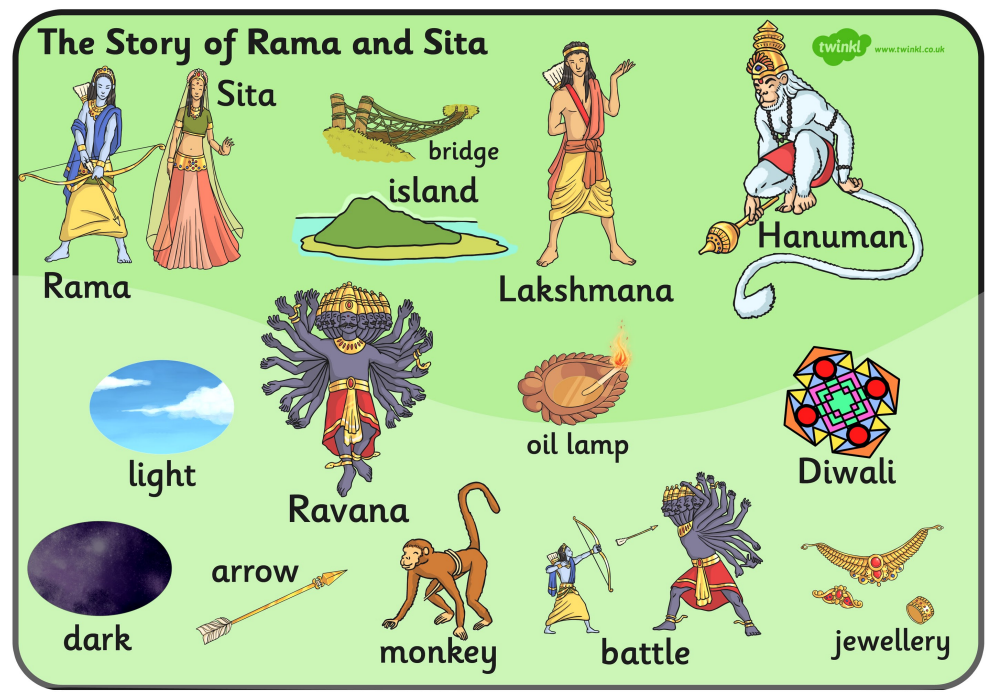 The Story of Rama and Sita
twinkl www.twinkl.co.uk
Sita
bridge
island
Hanuman
Rama
Lakshmana
oil lamp
light
Diwali
Ravana
arrow
dark
monkey
battle
jewellery